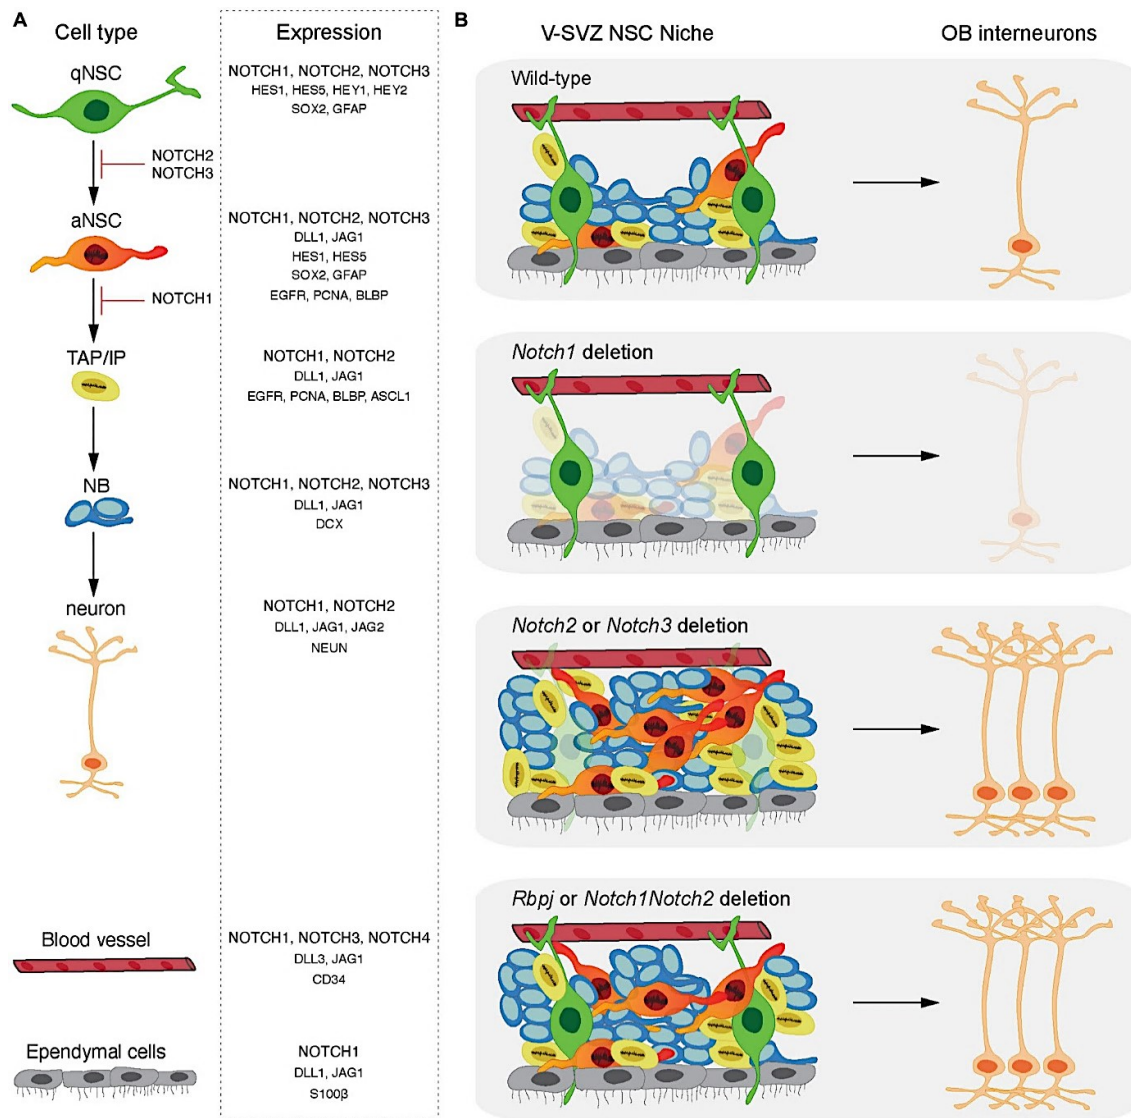 A
Cell type
Expression
qNSC
NOTCH1, NOTCH2, NOTCH3
HES1, HES5, HEY1, HEY2
SOX2, GFAP
NOTCH2
NOTCH3
aNSC
NOTCH1, NOTCH2, NOTCH3
DLL1, JAG1
HES1, HES5
SOX2, GFAP
EGFR, PCNA, BLBP
NOTCH1
TAP/IP
NOTCH1, NOTCH2
DLL1, JAG1
EGFR, PCNA, BLBP, ASCL1
NB
NOTCH1, NOTCH2, NOTCH3
DLL1, JAG1
DCX
neuron
NOTCH1, NOTCH2
DLL1, JAG1, JAG2
NEUN
Blood vessel
NOTCH1, NOTCH3, NOTCH4
DLL3, JAG1
CD34
Ependymal cells
NOTCH1
DLL1, JAG1
S100β
B
V-SVZ NSC Niche
OB interneurons
Wild-type
Notch1 deletion
Notch2 or Notch3 deletion
Rbpj or Notch1Notch2 deletion